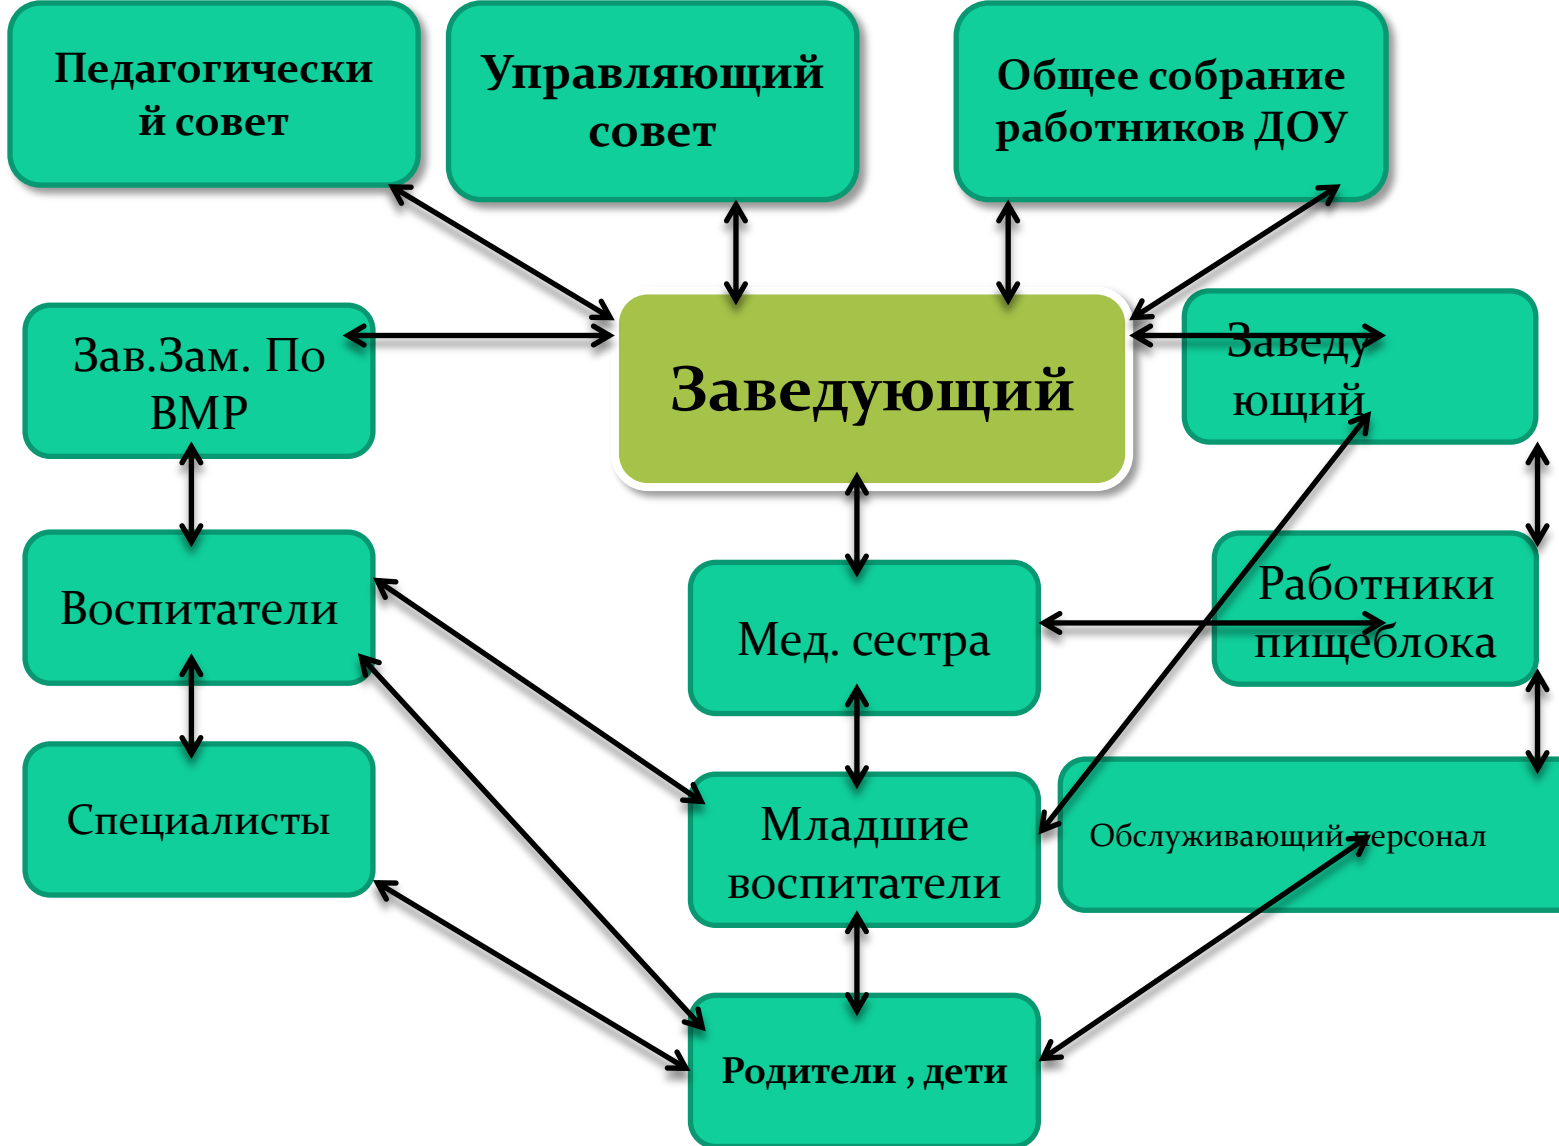 Педагогически
й совет
Управляющий
совет
Общее собрание
работников ДОУ
Зав.Зам. По
ВМР
Заведующий
Заведу
ющий
Воспитатели
Мед. сестра
Работники
пищеблока
Специалисты
Младшие
воспитатели
Обслуживающий персонал
Родители , дети